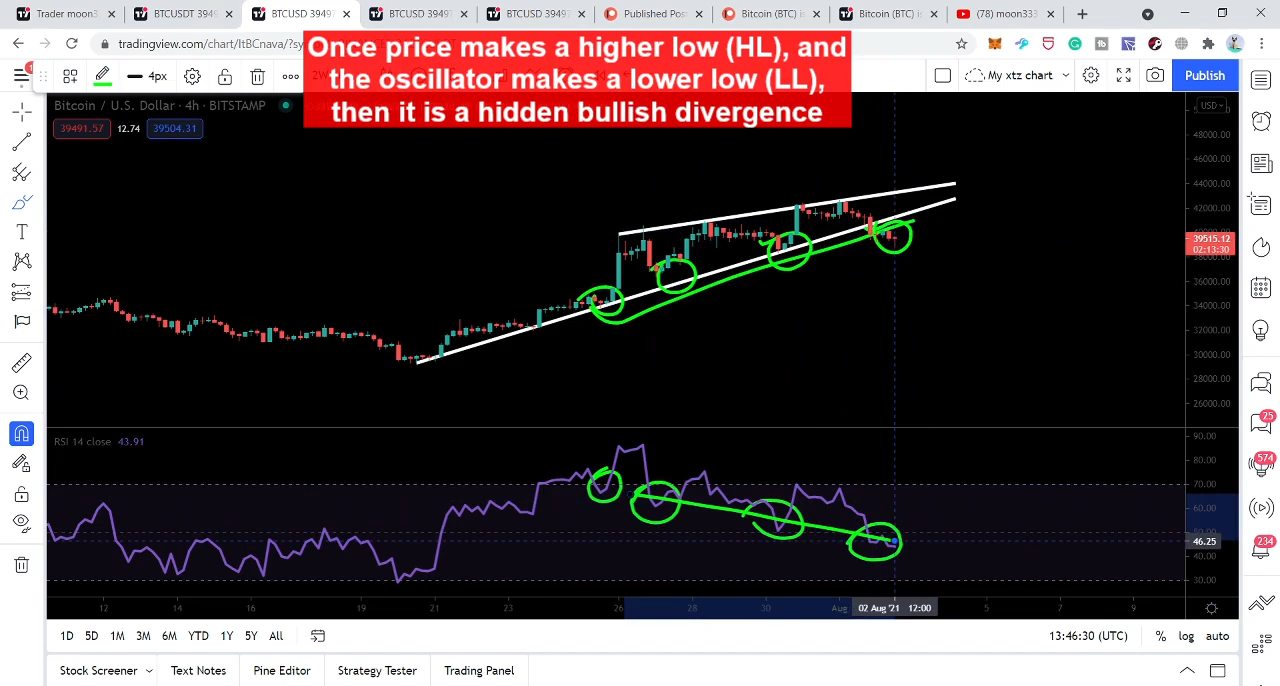 Trader moon3
BTCUSDT 3949
BTCUSD 3949
BTCUSD 3949
BTCUSD 3949
Published Pos
Bitcoin (BTC) is
Bitcoin (BTC) is
(78) moon333
tradingview.com/chart/ItBCnava/?sy
Once price makes a higher low (HL), and
the oscillator makes a lower low (LL),
then it is a hidden bullish divergence
4px
My xtz chart
Publish
Bitcoin / U.S. Dollar · 4h · BITSTAMP
USD
39491.57
12.74
39504.31
48000.00
46000.00
44000.00
42000.00
39515.12
02:13:30
38000.00
36000.00
34000.00
32000.00
30000.00
28000.00
26000.00
RSI 14 close 43.91
90.00
80.00
70.00
60.00
50.00
46.25
40.00
30.00
12
14
16
19
21
23
26
28
30
Aug
02 Aug '21 12:00
5
7
9
25
574
234
1D
5D
1M
3M
6M
YTD
1Y
5Y
All
13:46:30 (UTC)
%
log
auto
Stock Screener
Text Notes
Pine Editor
Strategy Tester
Trading Panel